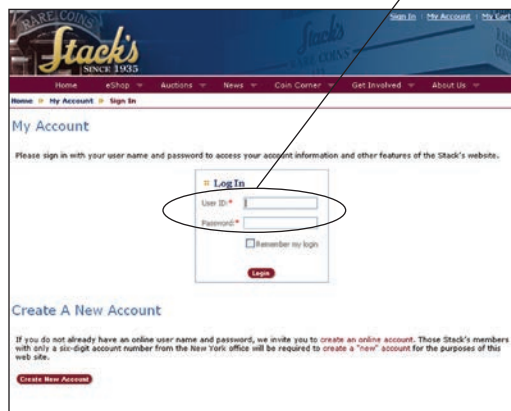 RARE COINS
Stack's
SINCE 1935
Sign In | My Account | My Cart
Home eShop Auctions News Coin Corner Get Involved About Us
Home » My Account » Sign In
My Account
Please sign in with your user name and password to access your account information and other features of the Stack's website.
Log In
User ID:*
Password:*
Remember my login
Login
Create A New Account
If you do not already have an online user name and password, we invite you to create an online account. Those Stack's members
with only a six-digit account number from the New York office will be required to create a "new" account for the purposes of this
web site.
Create New Account